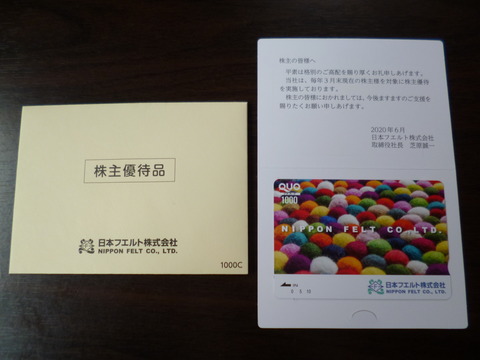 株主優待品
日本フエルト株式会社
NIPPON FELT CO., LTD.
1000C
株主の皆様へ
平素は格別のご高配を賜り厚くお礼申しあげます。
当社は、毎年3月末現在の株主様を対象に株主優待
を実施しております。
株主の皆様におかれましては、今後ますますのご支援を
賜りたくお願い申しあげます。
2020年6月
日本フエルト株式会社
取締役社長 芝原誠一
QUO
1000
NIPPON FELT CO., LTD.
日本フエルト株式会社
NIPPON FELT CO., LTD.